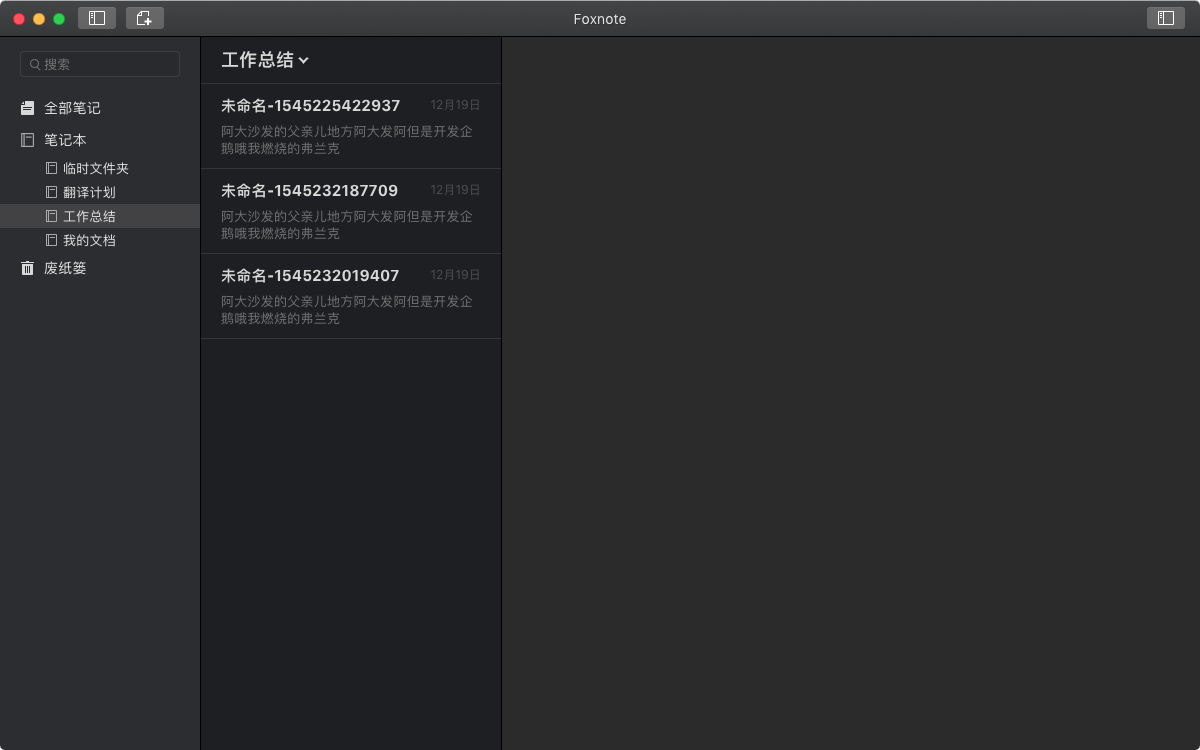 Foxnote
搜索
全部笔记
笔记本
临时文件夹
翻译计划
工作总结
我的文档
废纸篓
工作总结
未命名-1545225422937
12月19日
阿大沙发的父亲儿地方阿大发阿但是开发企
鹅哦我燃烧的弗兰克
未命名-1545232187709
12月19日
阿大沙发的父亲儿地方阿大发阿但是开发企
鹅哦我燃烧的弗兰克
未命名-1545232019407
12月19日
阿大沙发的父亲儿地方阿大发阿但是开发企
鹅哦我燃烧的弗兰克